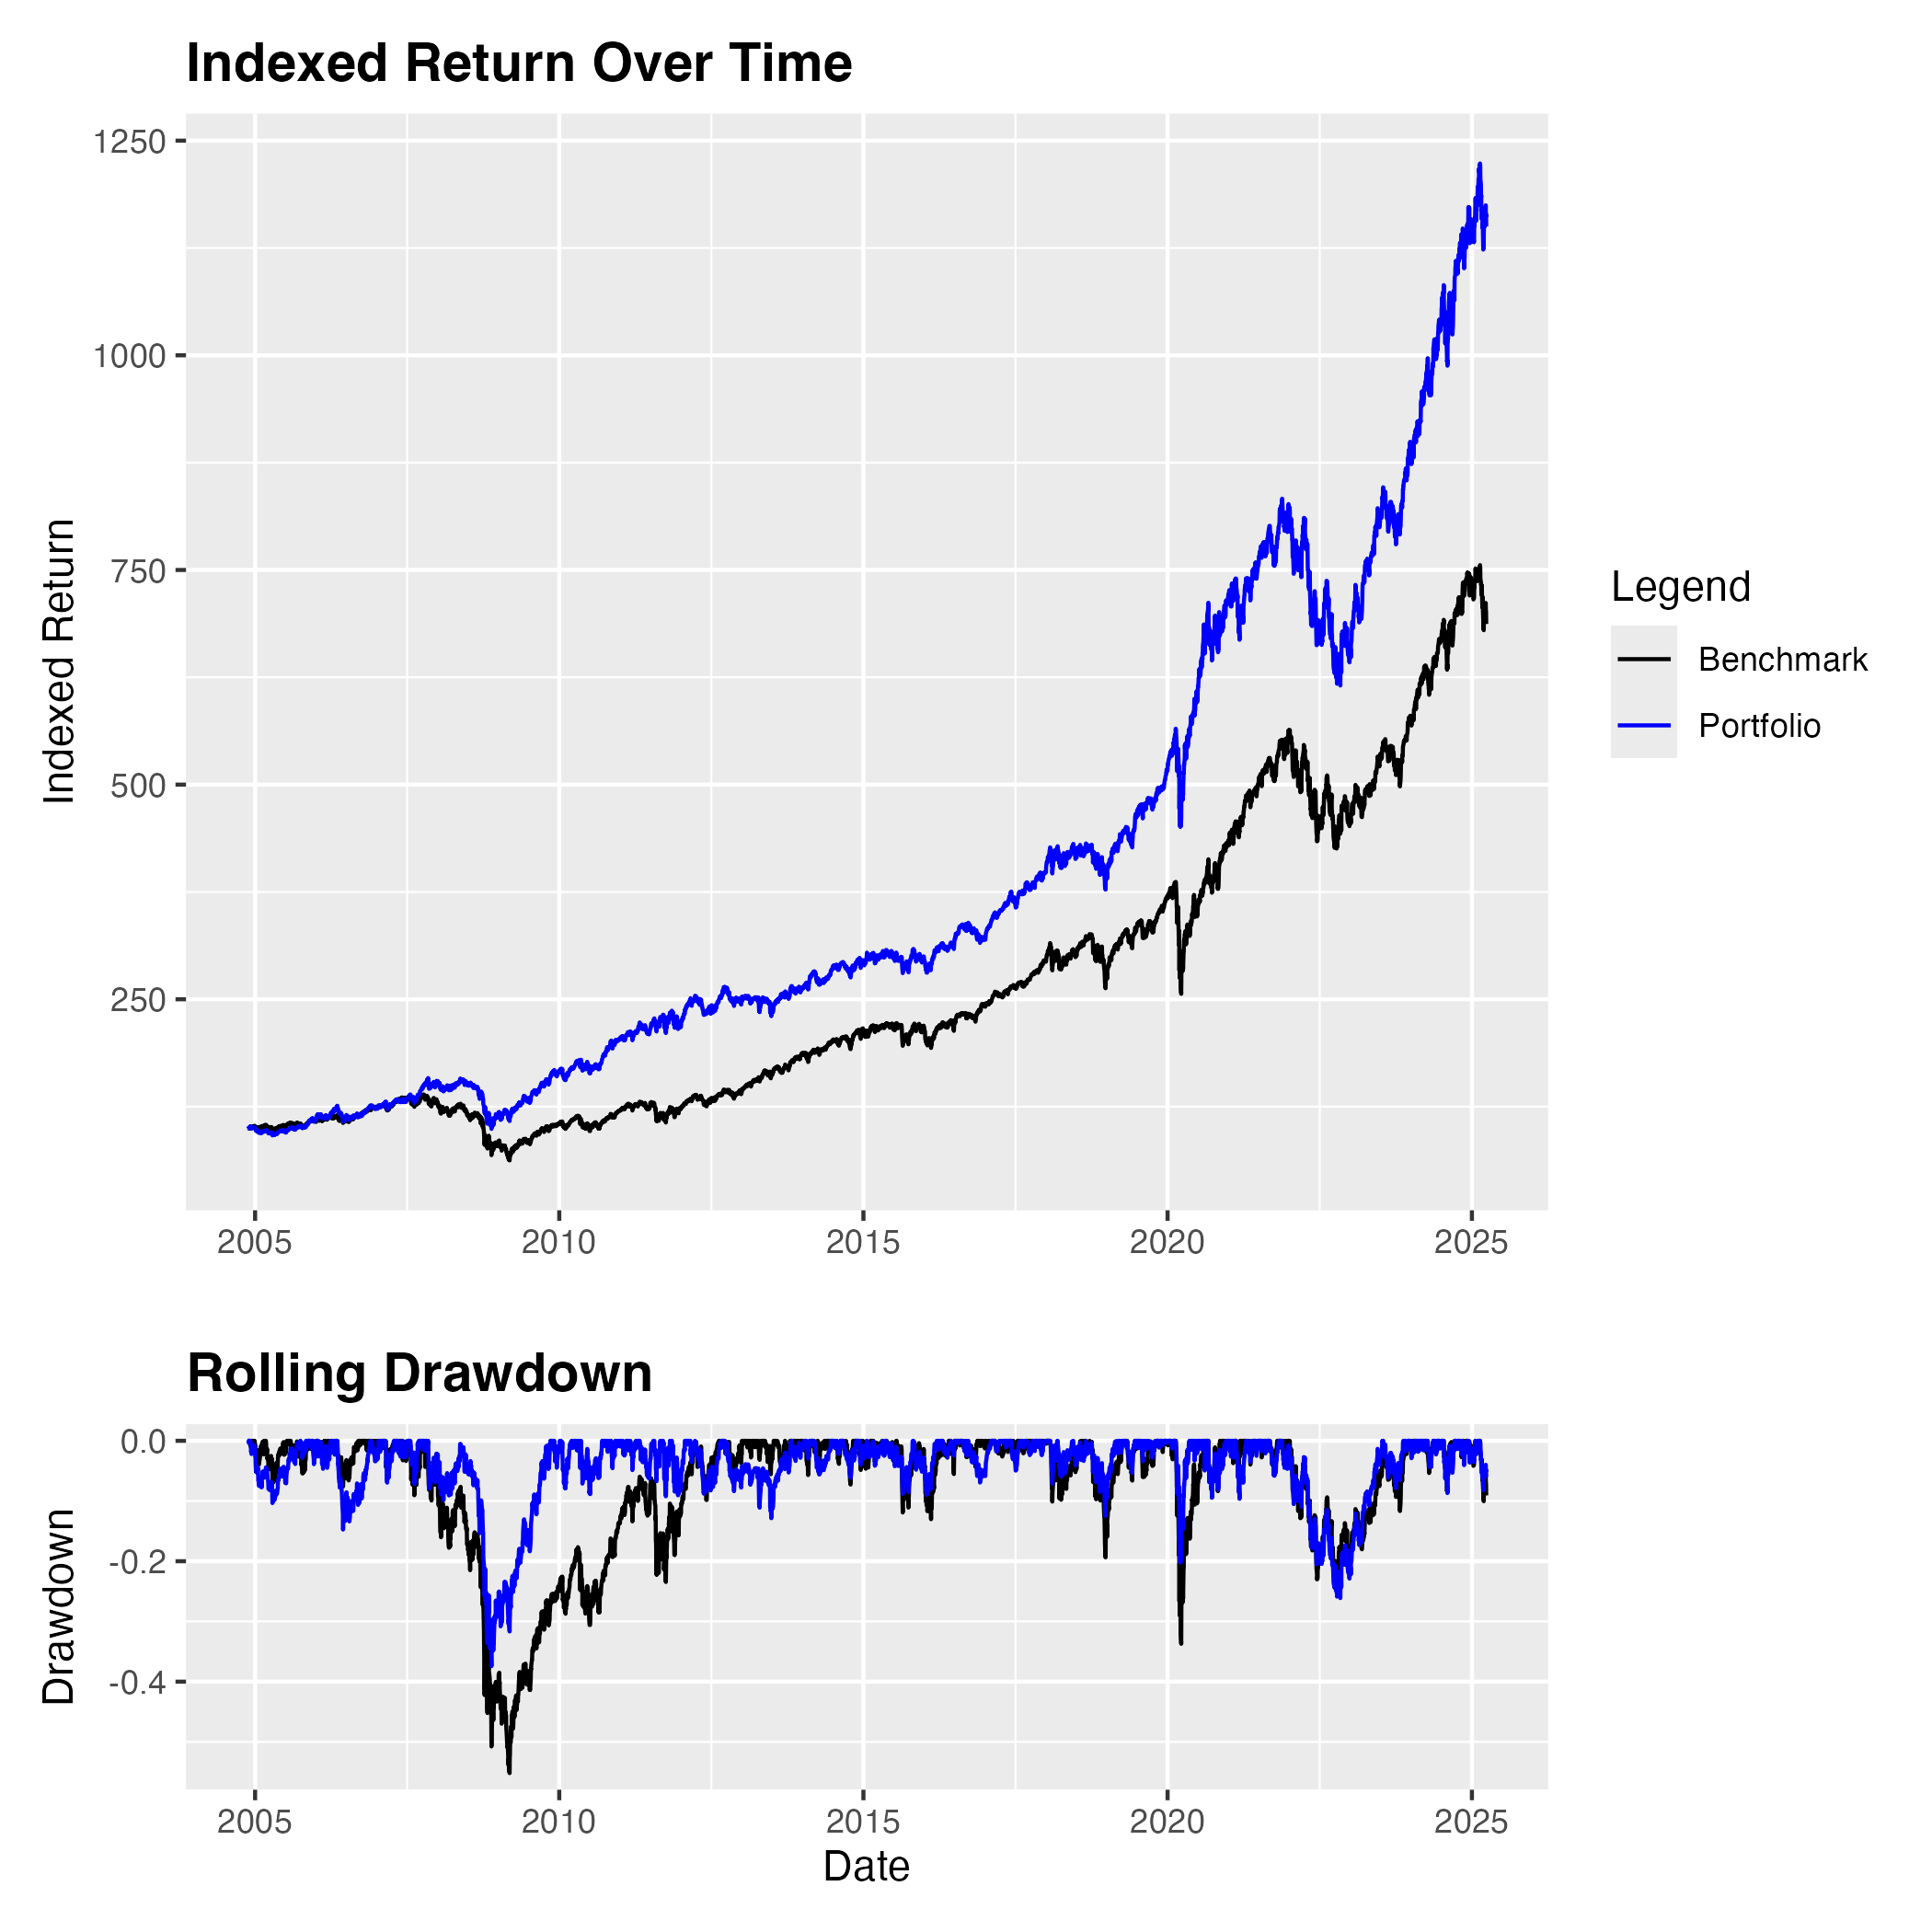 Indexed Return Over Time
1250
1000
750
500
250
Indexed Return
2005 2010 2015 2020 2025
Legend
Benchmark
Portfolio
Rolling Drawdown
0.0
-0.2
-0.4
Drawdown
2005 2010 2015 2020 2025
Date